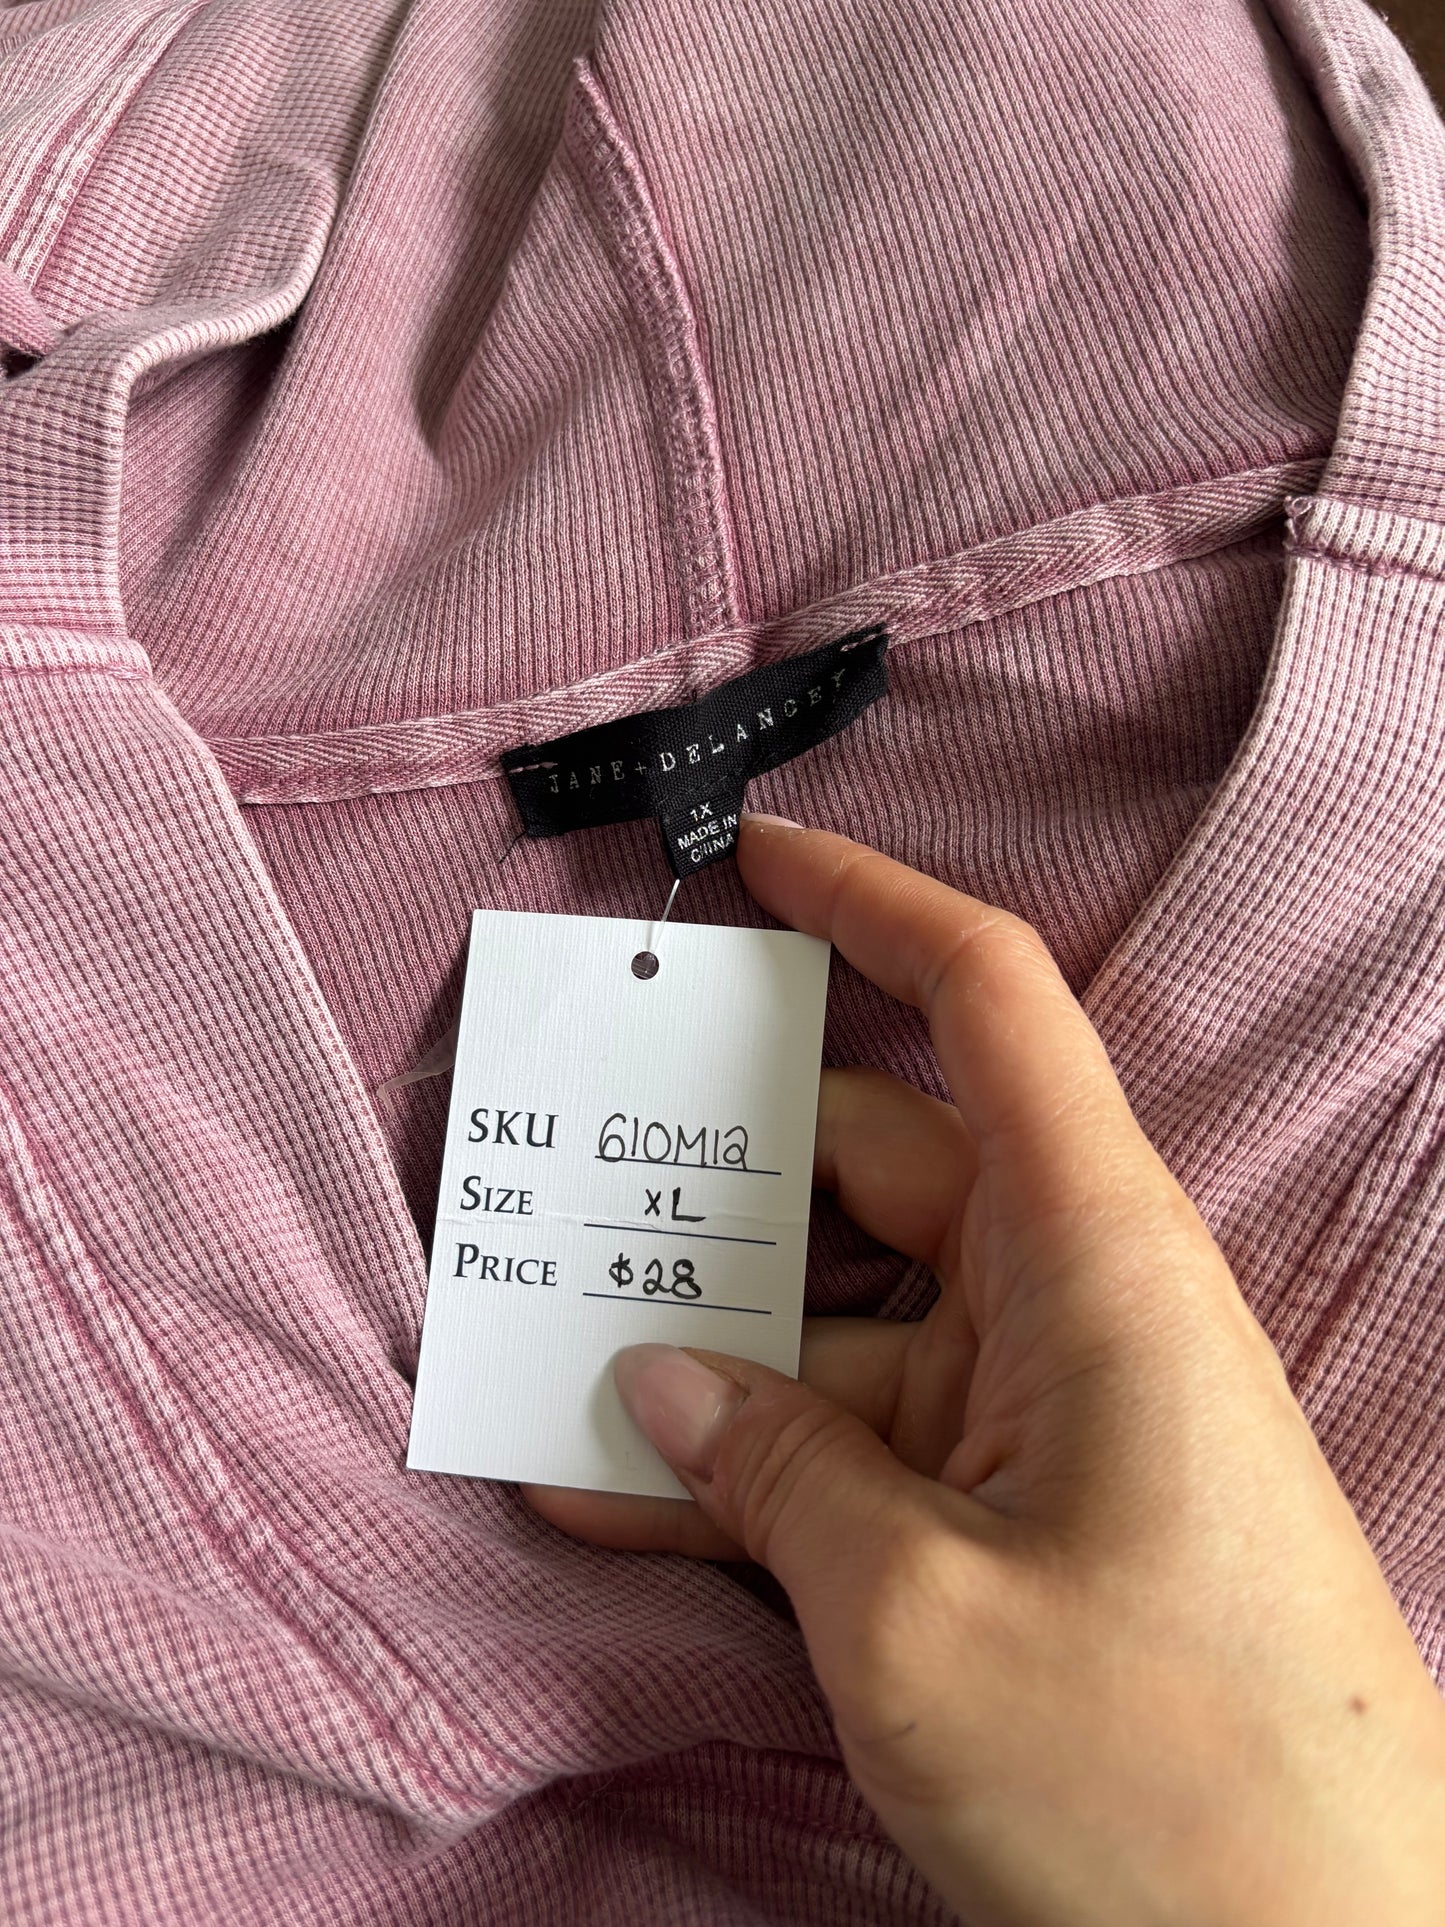 JANE + DELANCEY
1X
MADE IN
CHINA
SKU 610M12
SIZE XL
PRICE $28